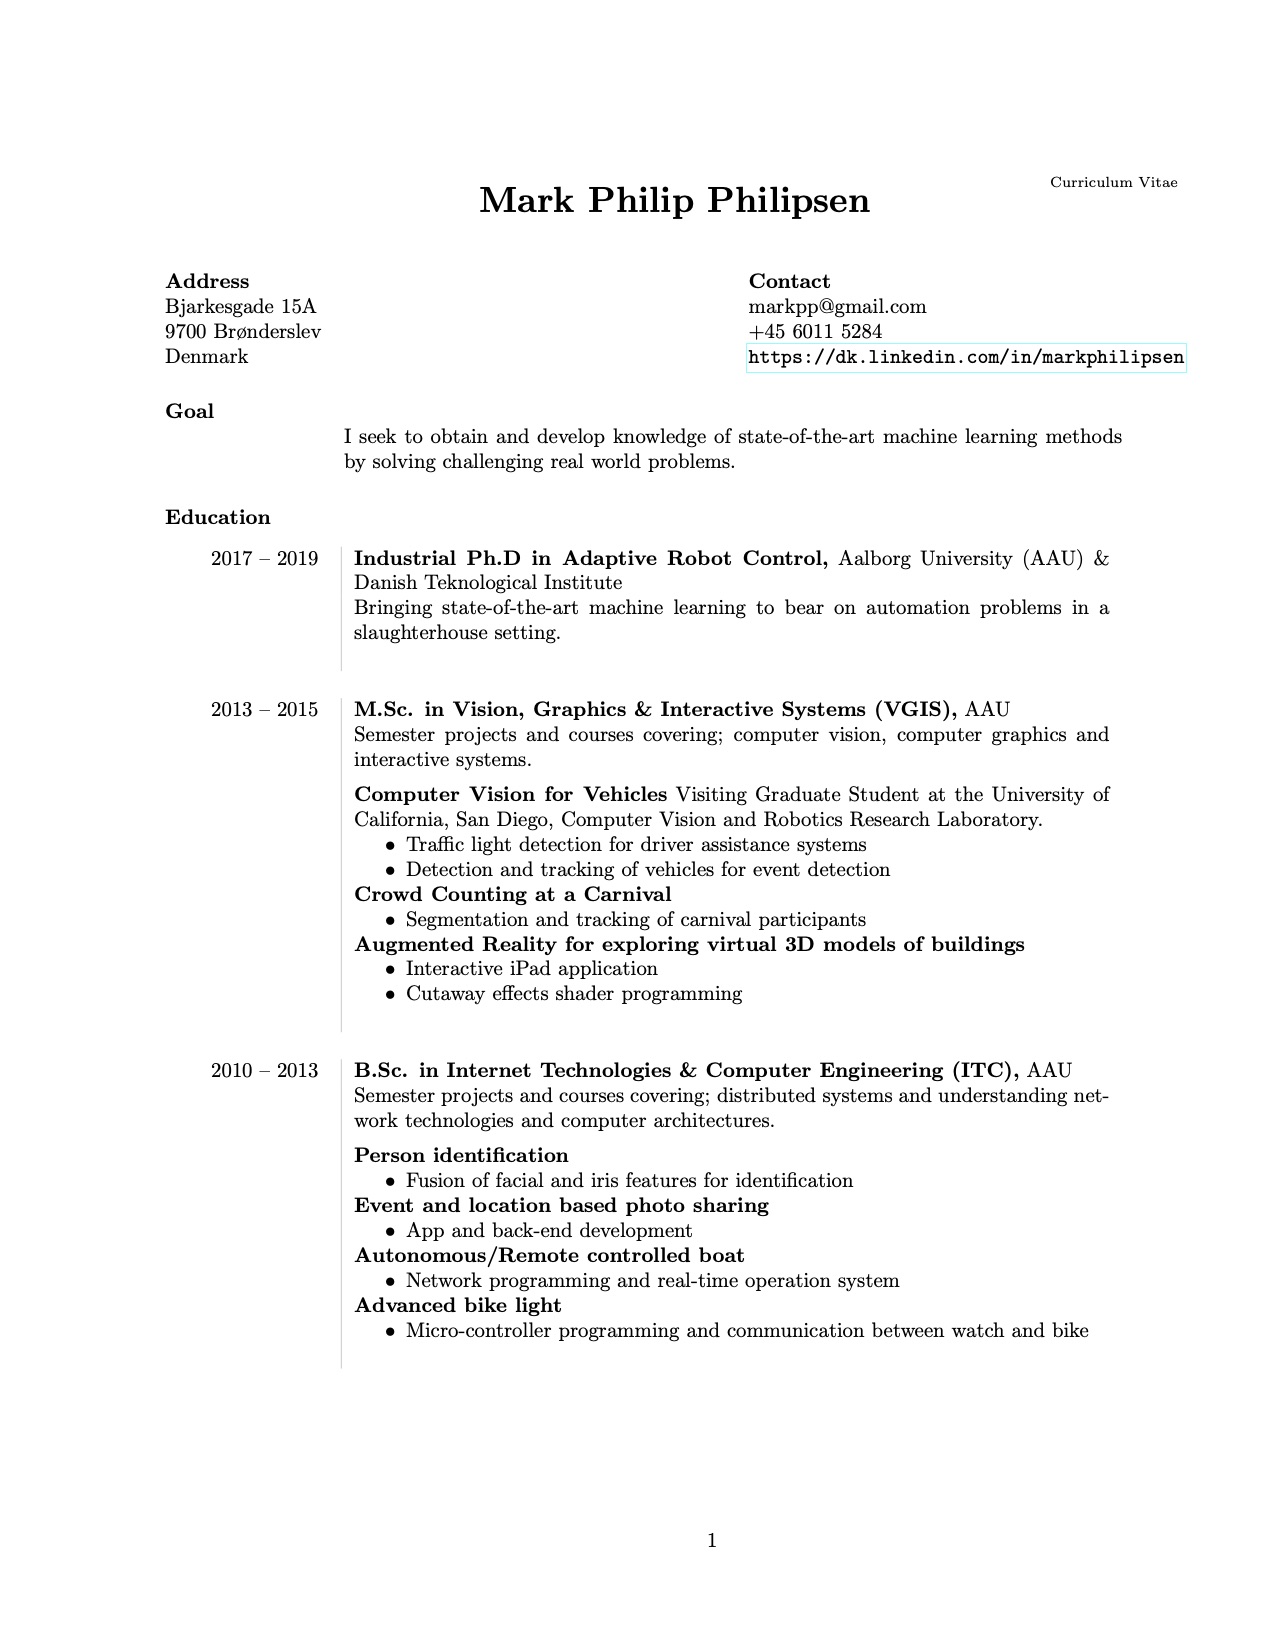 Curriculum Vitae
Mark Philip Philipsen
Address
Bjarkesgade 15A
9700 Brønderslev
Denmark
Contact
markpp@gmail.com
+45 6011 5284
https://dk.linkedin.com/in/markphilipsen
Goal
I seek to obtain and develop knowledge of state-of-the-art machine learning methods
by solving challenging real world problems.
Education
2017 – 2019
Industrial Ph.D in Adaptive Robot Control, Aalborg University (AAU) &
Danish Teknological Institute
Bringing state-of-the-art machine learning to bear on automation problems in a
slaughterhouse setting.
2013 – 2015
M.Sc. in Vision, Graphics & Interactive Systems (VGIS), AAU
Semester projects and courses covering; computer vision, computer graphics and
interactive systems.
Computer Vision for Vehicles Visiting Graduate Student at the University of
California, San Diego, Computer Vision and Robotics Research Laboratory.
• Traffic light detection for driver assistance systems
• Detection and tracking of vehicles for event detection
Crowd Counting at a Carnival
• Segmentation and tracking of carnival participants
Augmented Reality for exploring virtual 3D models of buildings
• Interactive iPad application
• Cutaway effects shader programming
2010 – 2013
B.Sc. in Internet Technologies & Computer Engineering (ITC), AAU
Semester projects and courses covering; distributed systems and understanding net-
work technologies and computer architectures.
Person identification
• Fusion of facial and iris features for identification
Event and location based photo sharing
• App and back-end development
Autonomous/Remote controlled boat
• Network programming and real-time operation system
Advanced bike light
• Micro-controller programming and communication between watch and bike
1